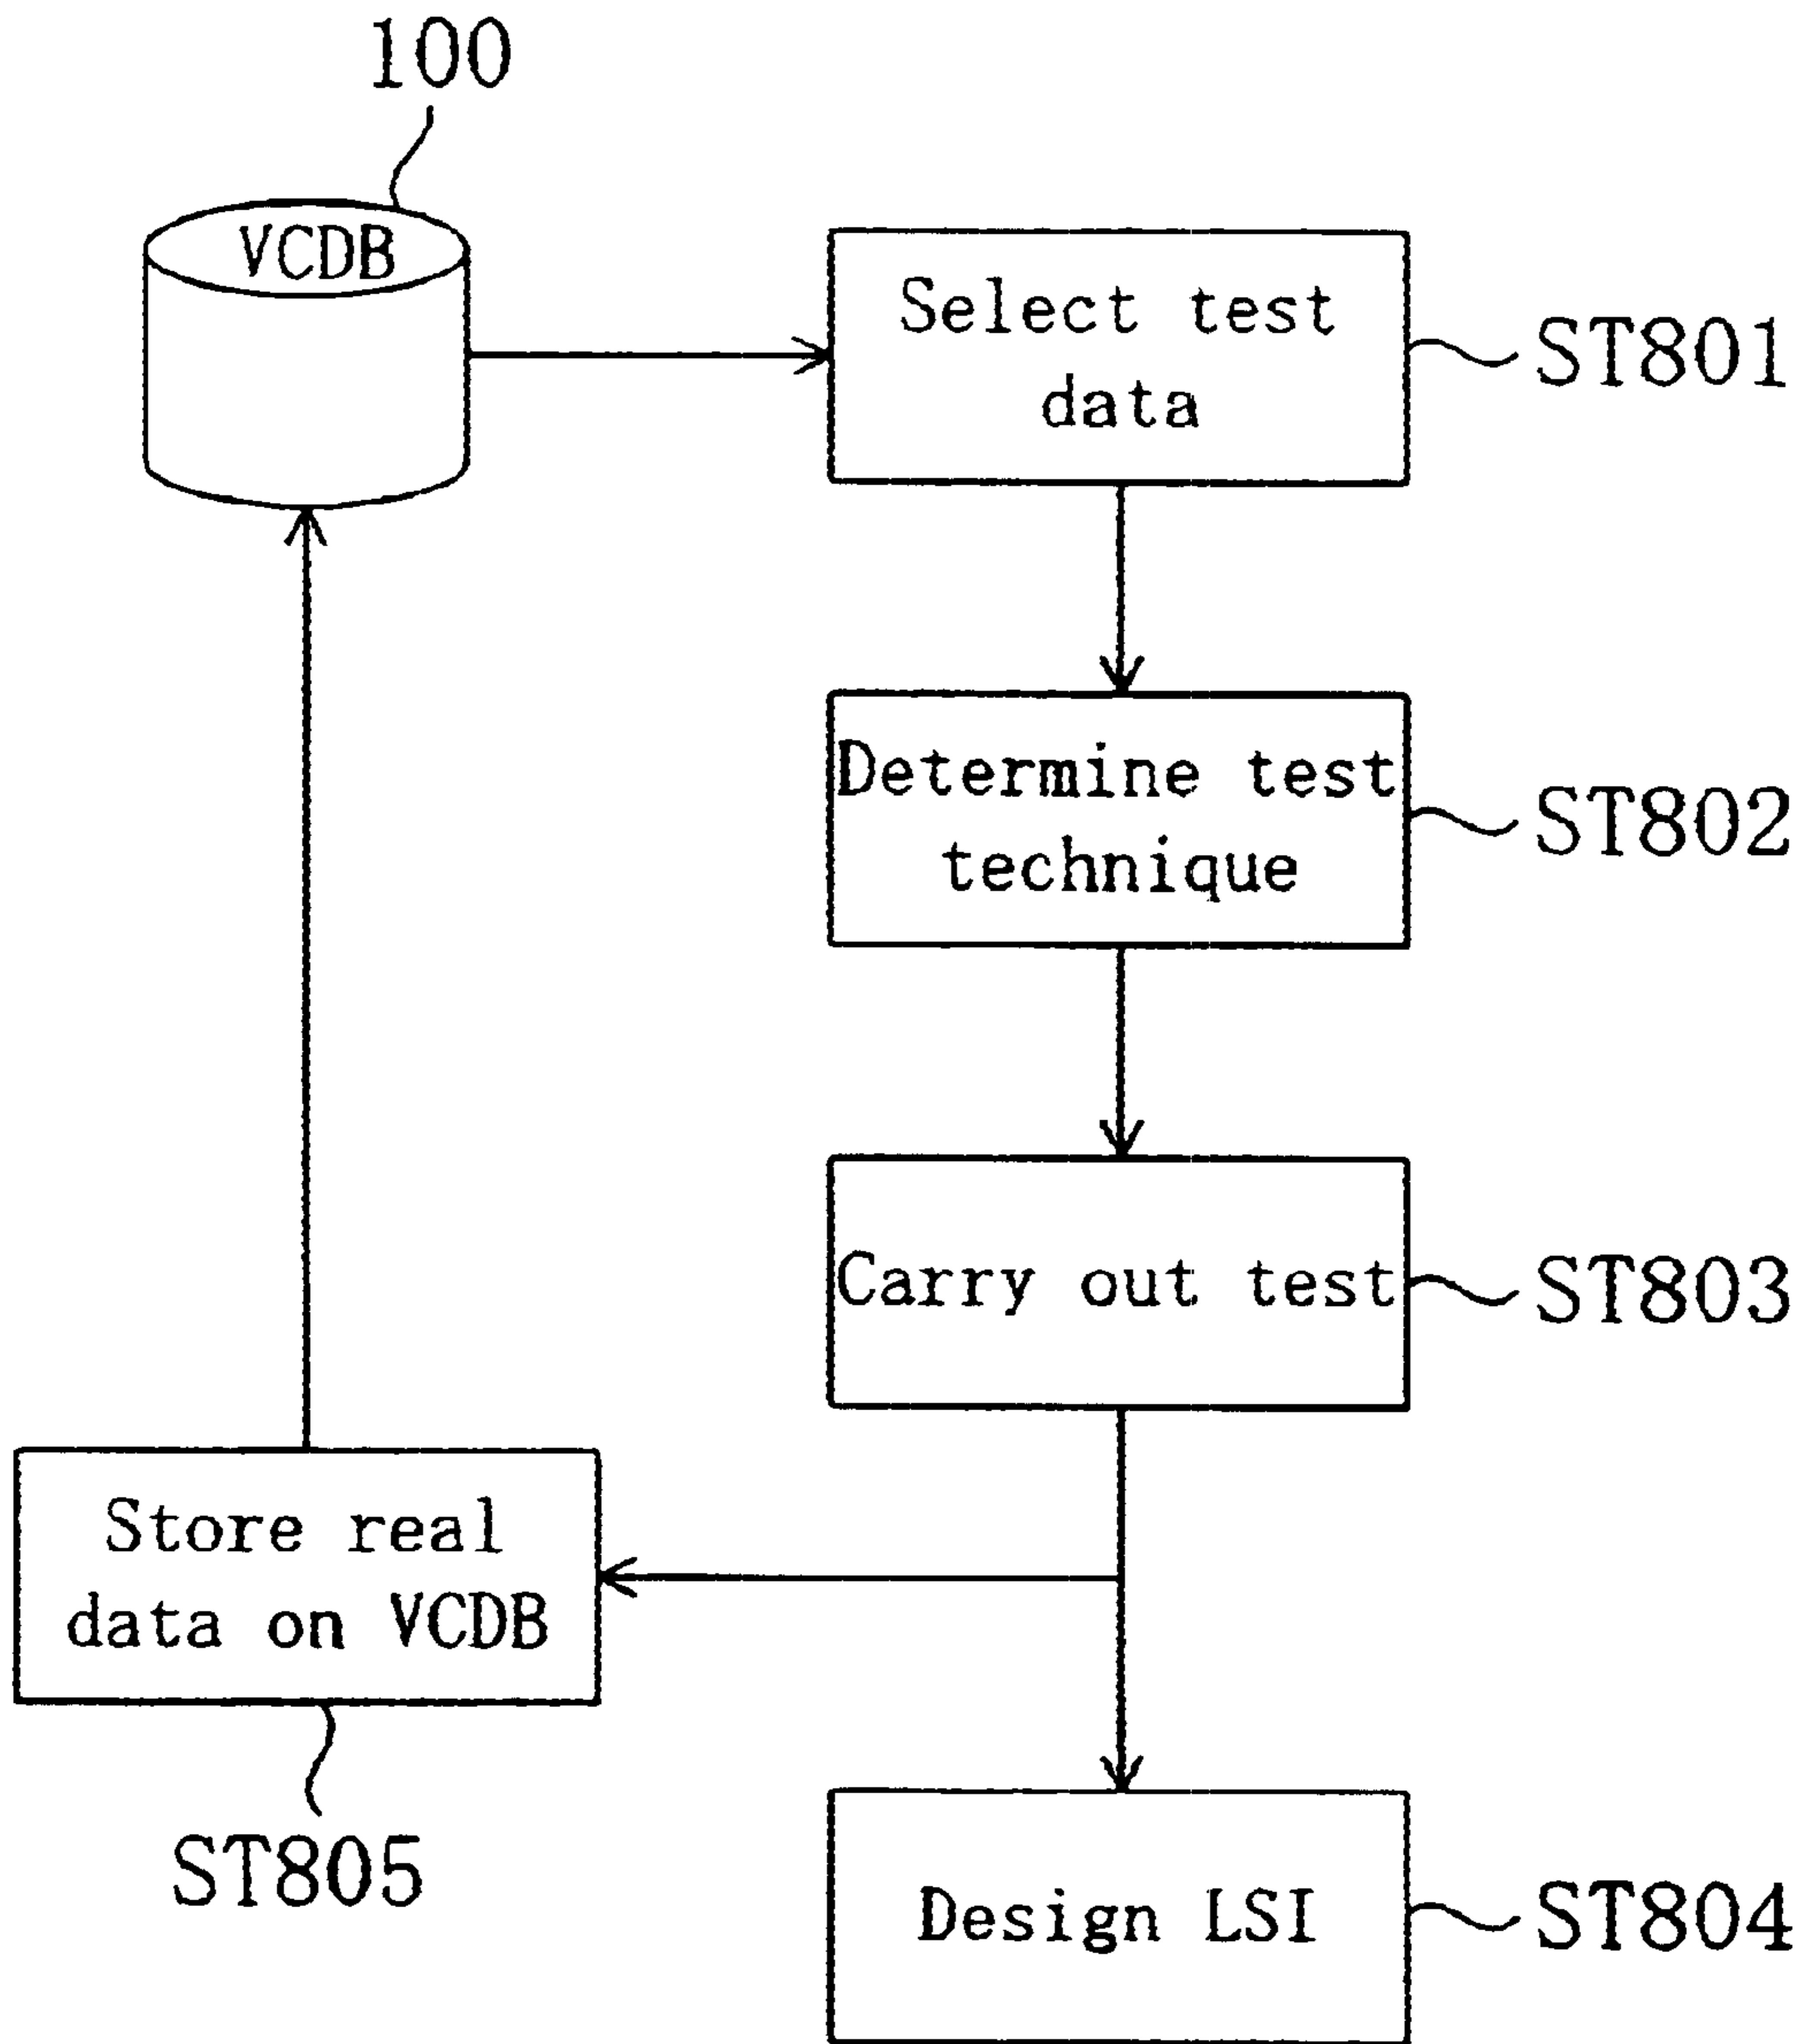 100
VCDB
Select test
data
ST801
Determine test
technique
ST802
Carry out test
ST803
Store real
data on VCDB
ST805
Design LSI
ST804